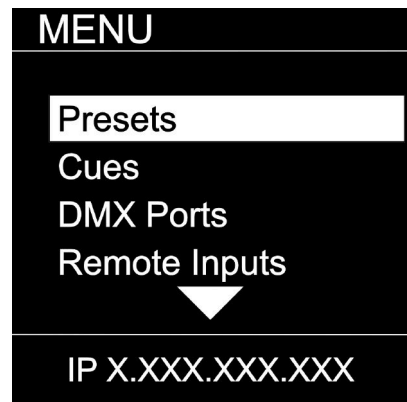 MENU
Presets
Cues
DMX Ports
Remote Inputs
IP X.XXX.XXX.XXX